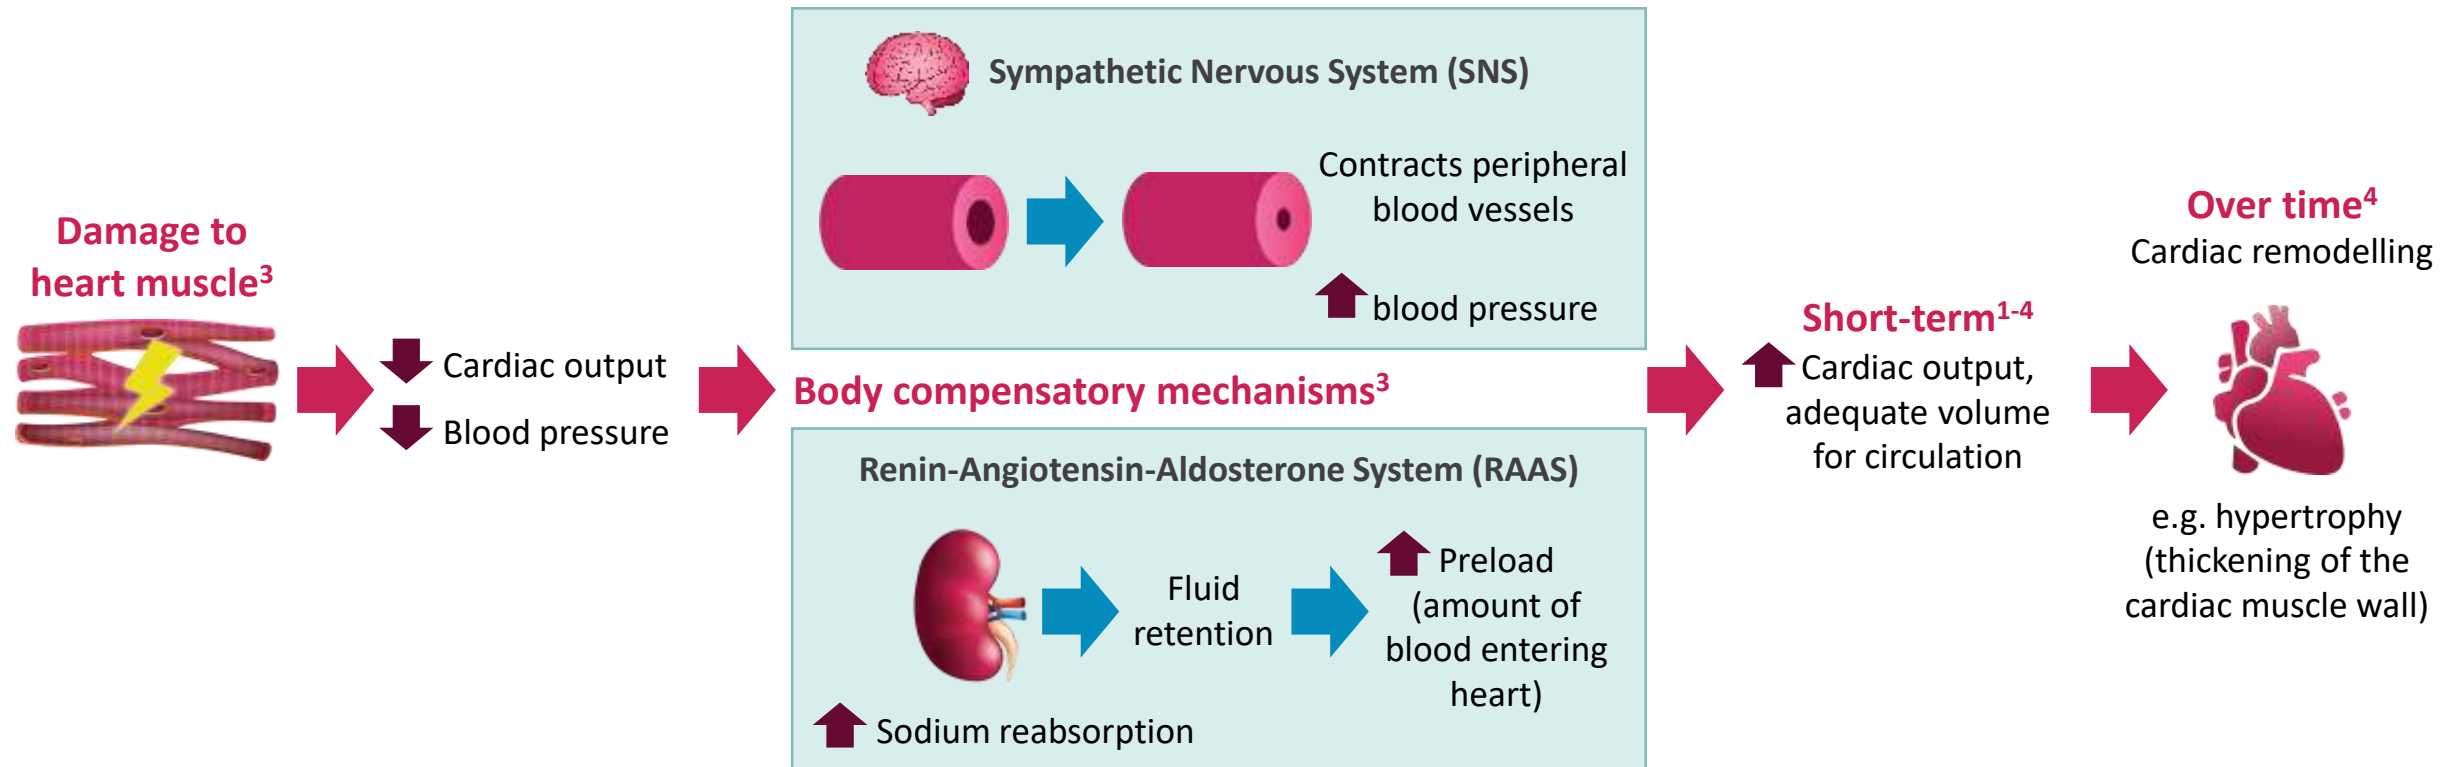 Damage to
heart muscle3
Cardiac output
Blood pressure
Sympathetic Nervous System (SNS)
Contracts peripheral
blood vessels
blood pressure
Body compensatory mechanisms3
Renin-Angiotensin-Aldosterone System (RAAS)
Fluid
retention
Preload
(amount of
blood entering
heart)
Sodium reabsorption
Short-term1-4
Cardiac output,
adequate volume
for circulation
Over time4
Cardiac remodelling
e.g. hypertrophy
(thickening of the
cardiac muscle wall)